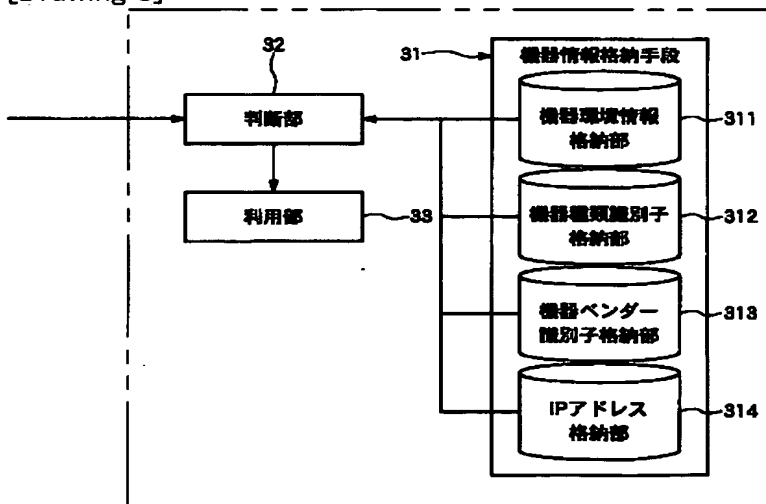 32
判断部
利用部
33
31
機器情報格納手段
機器環境情報
格納部
311
機器種類識別子
格納部
312
機器ベンダー
識別子格納部
313
IPアドレス
格納部
314